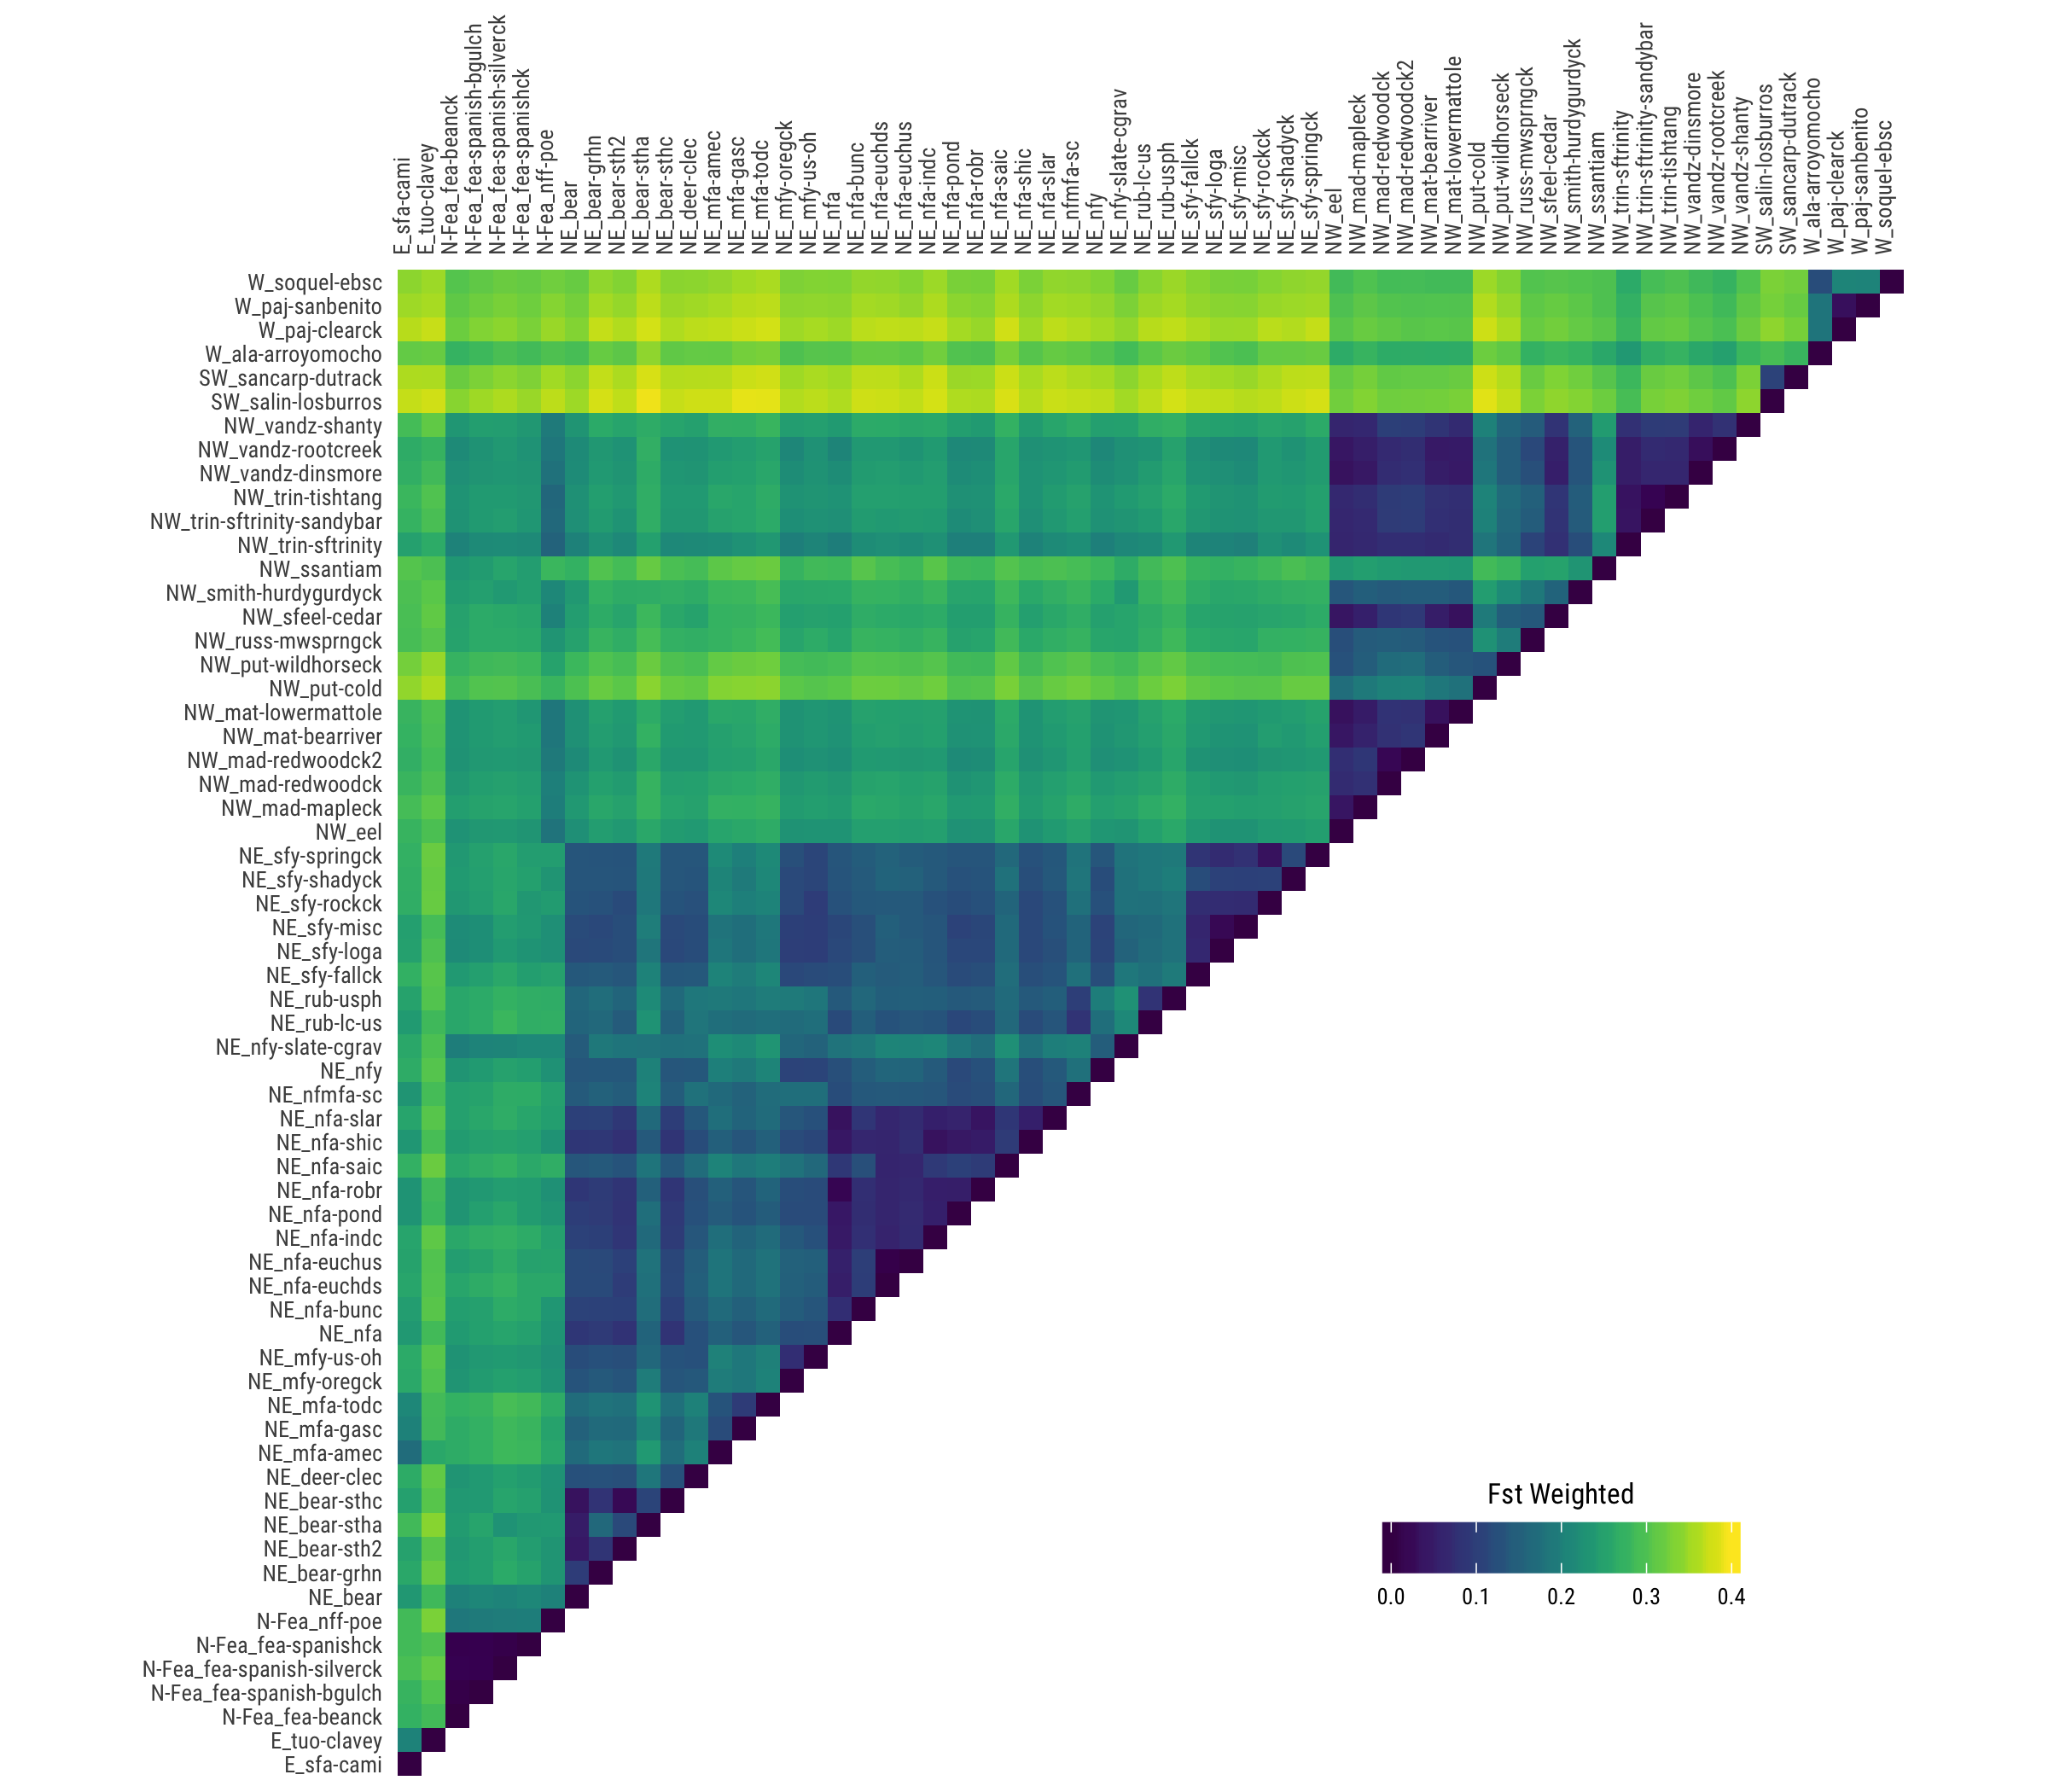 E_sfa-cami
E_tuo-clavey
N-Fea_fea-beanck
N-Fea_fea-spanish-bgulch
N-Fea_fea-spanish-silverck
N-Fea_fea-spanishck
N-Fea_nff-poe
NE_bear
NE_bear-grhn
NE_bear-sth2
NE_bear-stha
NE_bear-sthc
NE_deer-clec
NE_mfa-amec
NE_mfa-gasc
NE_mfa-todc
NE_mfy-oregck
NE_mfy-us-oh
NE_nfa
NE_nfa-bunc
NE_nfa-euchds
NE_nfa-euchus
NE_nfa-indc
NE_nfa-pond
NE_nfa-robr
NE_nfa-saic
NE_nfa-shic
NE_nfa-slar
NE_nfmfa-sc
NE_nfy
NE_nfy-slate-cgrav
NE_rub-lc-us
NE_rub-usph
NE_sfy-fallck
NE_sfy-loga
NE_sfy-misc
NE_sfy-rockck
NE_sfy-shadyck
NE_sfy-springck
NW_eel
NW_mad-mapleck
NW_mad-redwoodck
NW_mad-redwoodck2
NW_mat-bearriver
NW_mat-lowermattole
NW_put-cold
NW_put-wildhorseck
NW_russ-mwsprngck
NW_sfeel-cedar
NW_smith-hurdygurdyck
NW_ssantiam
NW_trin-sftrinity
NW_trin-sftrinity-sandybar
NW_trin-tishtang
NW_vandz-dinsmore
NW_vandz-rootcreek
NW_vandz-shanty
SW_salin-losburros
SW_sancarp-dutrack
W_ala-arroyomocho
W_paj-clearck
W_paj-sanbenito
W_soquel-ebsc
W_soquel-ebsc
W_paj-sanbenito
W_paj-clearck
W_ala-arroyomocho
SW_sancarp-dutrack
SW_salin-losburros
NW_vandz-shanty
NW_vandz-rootcreek
NW_vandz-dinsmore
NW_trin-tishtang
NW_trin-sftrinity-sandybar
NW_trin-sftrinity
NW_ssantiam
NW_smith-hurdygurdyck
NW_sfeel-cedar
NW_russ-mwsprngck
NW_put-wildhorseck
NW_put-cold
NW_mat-lowermattole
NW_mat-bearriver
NW_mad-redwoodck2
NW_mad-redwoodck
NW_mad-mapleck
NW_eel
NE_sfy-springck
NE_sfy-shadyck
NE_sfy-rockck
NE_sfy-misc
NE_sfy-loga
NE_sfy-fallck
NE_rub-usph
NE_rub-lc-us
NE_nfy-slate-cgrav
NE_nfy
NE_nfmfa-sc
NE_nfa-slar
NE_nfa-shic
NE_nfa-saic
NE_nfa-robr
NE_nfa-pond
NE_nfa-indc
NE_nfa-euchus
NE_nfa-euchds
NE_nfa-bunc
NE_nfa
NE_mfy-us-oh
NE_mfy-oregck
NE_mfa-todc
NE_mfa-gasc
NE_mfa-amec
NE_deer-clec
NE_bear-sthc
NE_bear-stha
NE_bear-sth2
NE_bear-grhn
NE_bear
N-Fea_nff-poe
N-Fea_fea-spanishck
N-Fea_fea-spanish-silverck
N-Fea_fea-spanish-bgulch
N-Fea_fea-beanck
E_tuo-clavey
E_sfa-cami
Fst Weighted
0.0 0.1 0.2 0.3 0.4